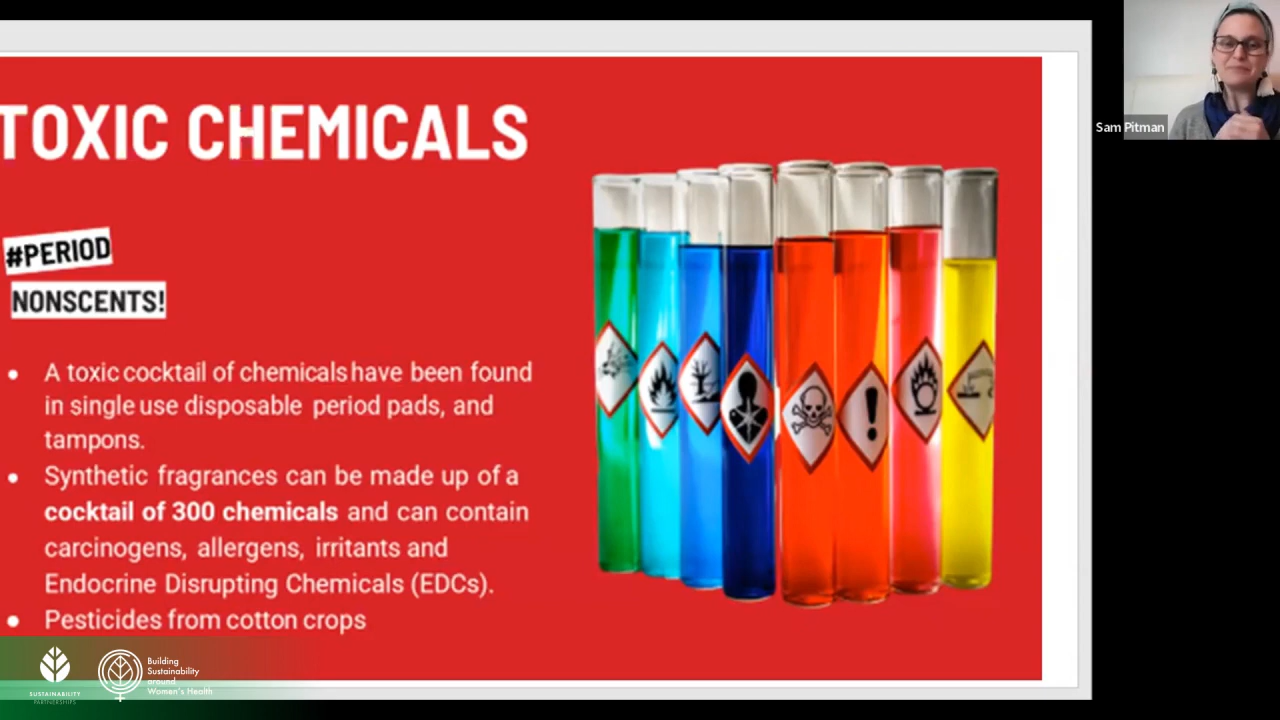 TOXIC CHEMICALS
#PERIOD
NONSCENTS!
● A toxic cocktail of chemicals have been found
in single use disposable period pads, and
tampons.
● Synthetic fragrances can be made up of a
cocktail of 300 chemicals and can contain
carcinogens, allergens, irritants and
Endocrine Disrupting Chemicals (EDCs).
● Pesticides from cotton crops
Sam Pitman
SUSTAINABILITY
PARTNERSHIPS
Building
Sustainability
around
Women's Health